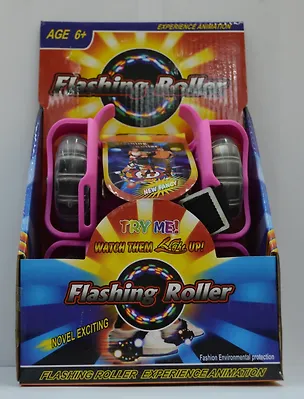 AGE 6+
EXPERIENCE ANIMATION
Flashing Roller
NEW PARTY
TRY ME!
WATCH THEM Light UP!
Flashing Roller
NOVEL EXCITING
Fashion Environmental protection
FLASHING ROLLER EXPERIENCE ANIMATION